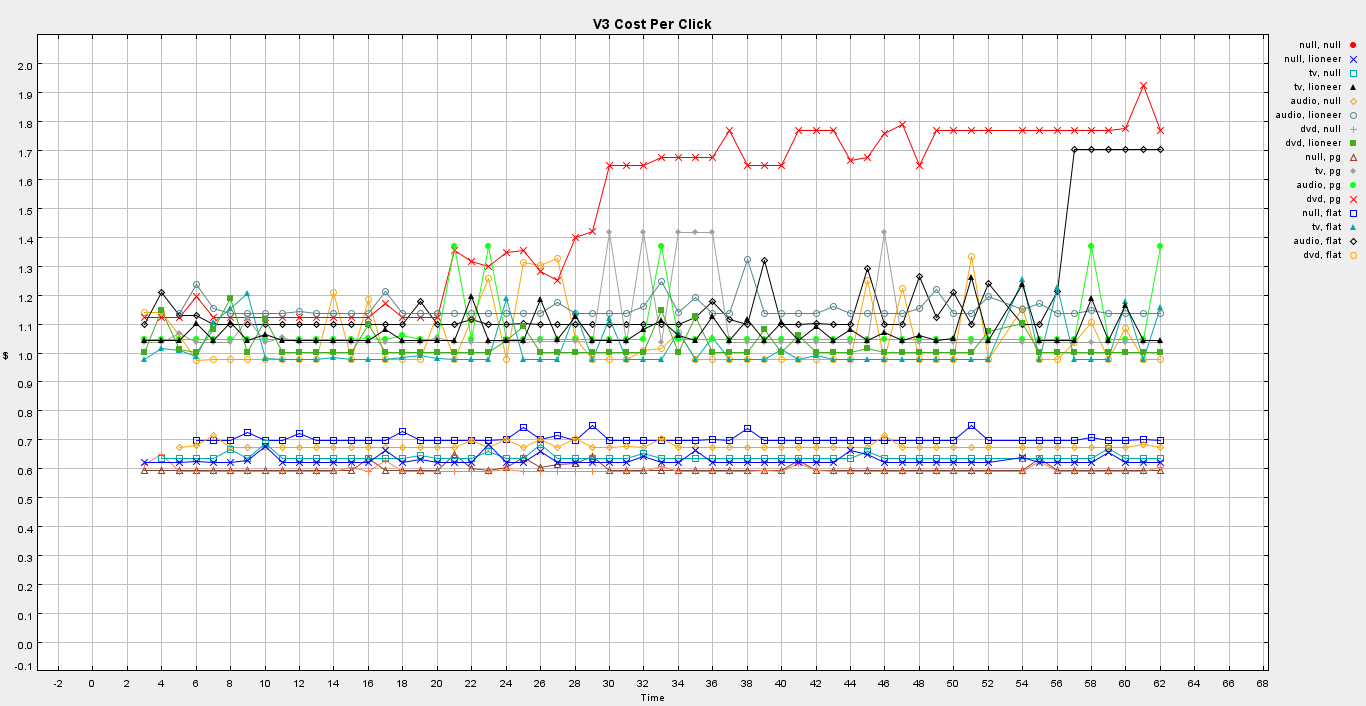 V3 Cost Per Click
2.0
1.9
1.8
1.7
1.6
1.5
1.4
1.3
1.2
1.1
1.0
0.9
0.8
0.7
0.6
0.5
0.4
0.3
0.2
0.1
0.0
-0.1
$
-2 0 2 4 6 8 10 12 14 16 18 20 22 24 26 28 30 32 34 36 38 40 42 44 46 48 50 52 54 56 58 60 62 64 66 68
Time
null, null
null, lioneer
tv, null
tv, lioneer
audio, null
audio, lioneer
dvd, null
dvd, lioneer
null, pg
tv, pg
audio, pg
dvd, pg
null, flat
tv, flat
audio, flat
dvd, flat